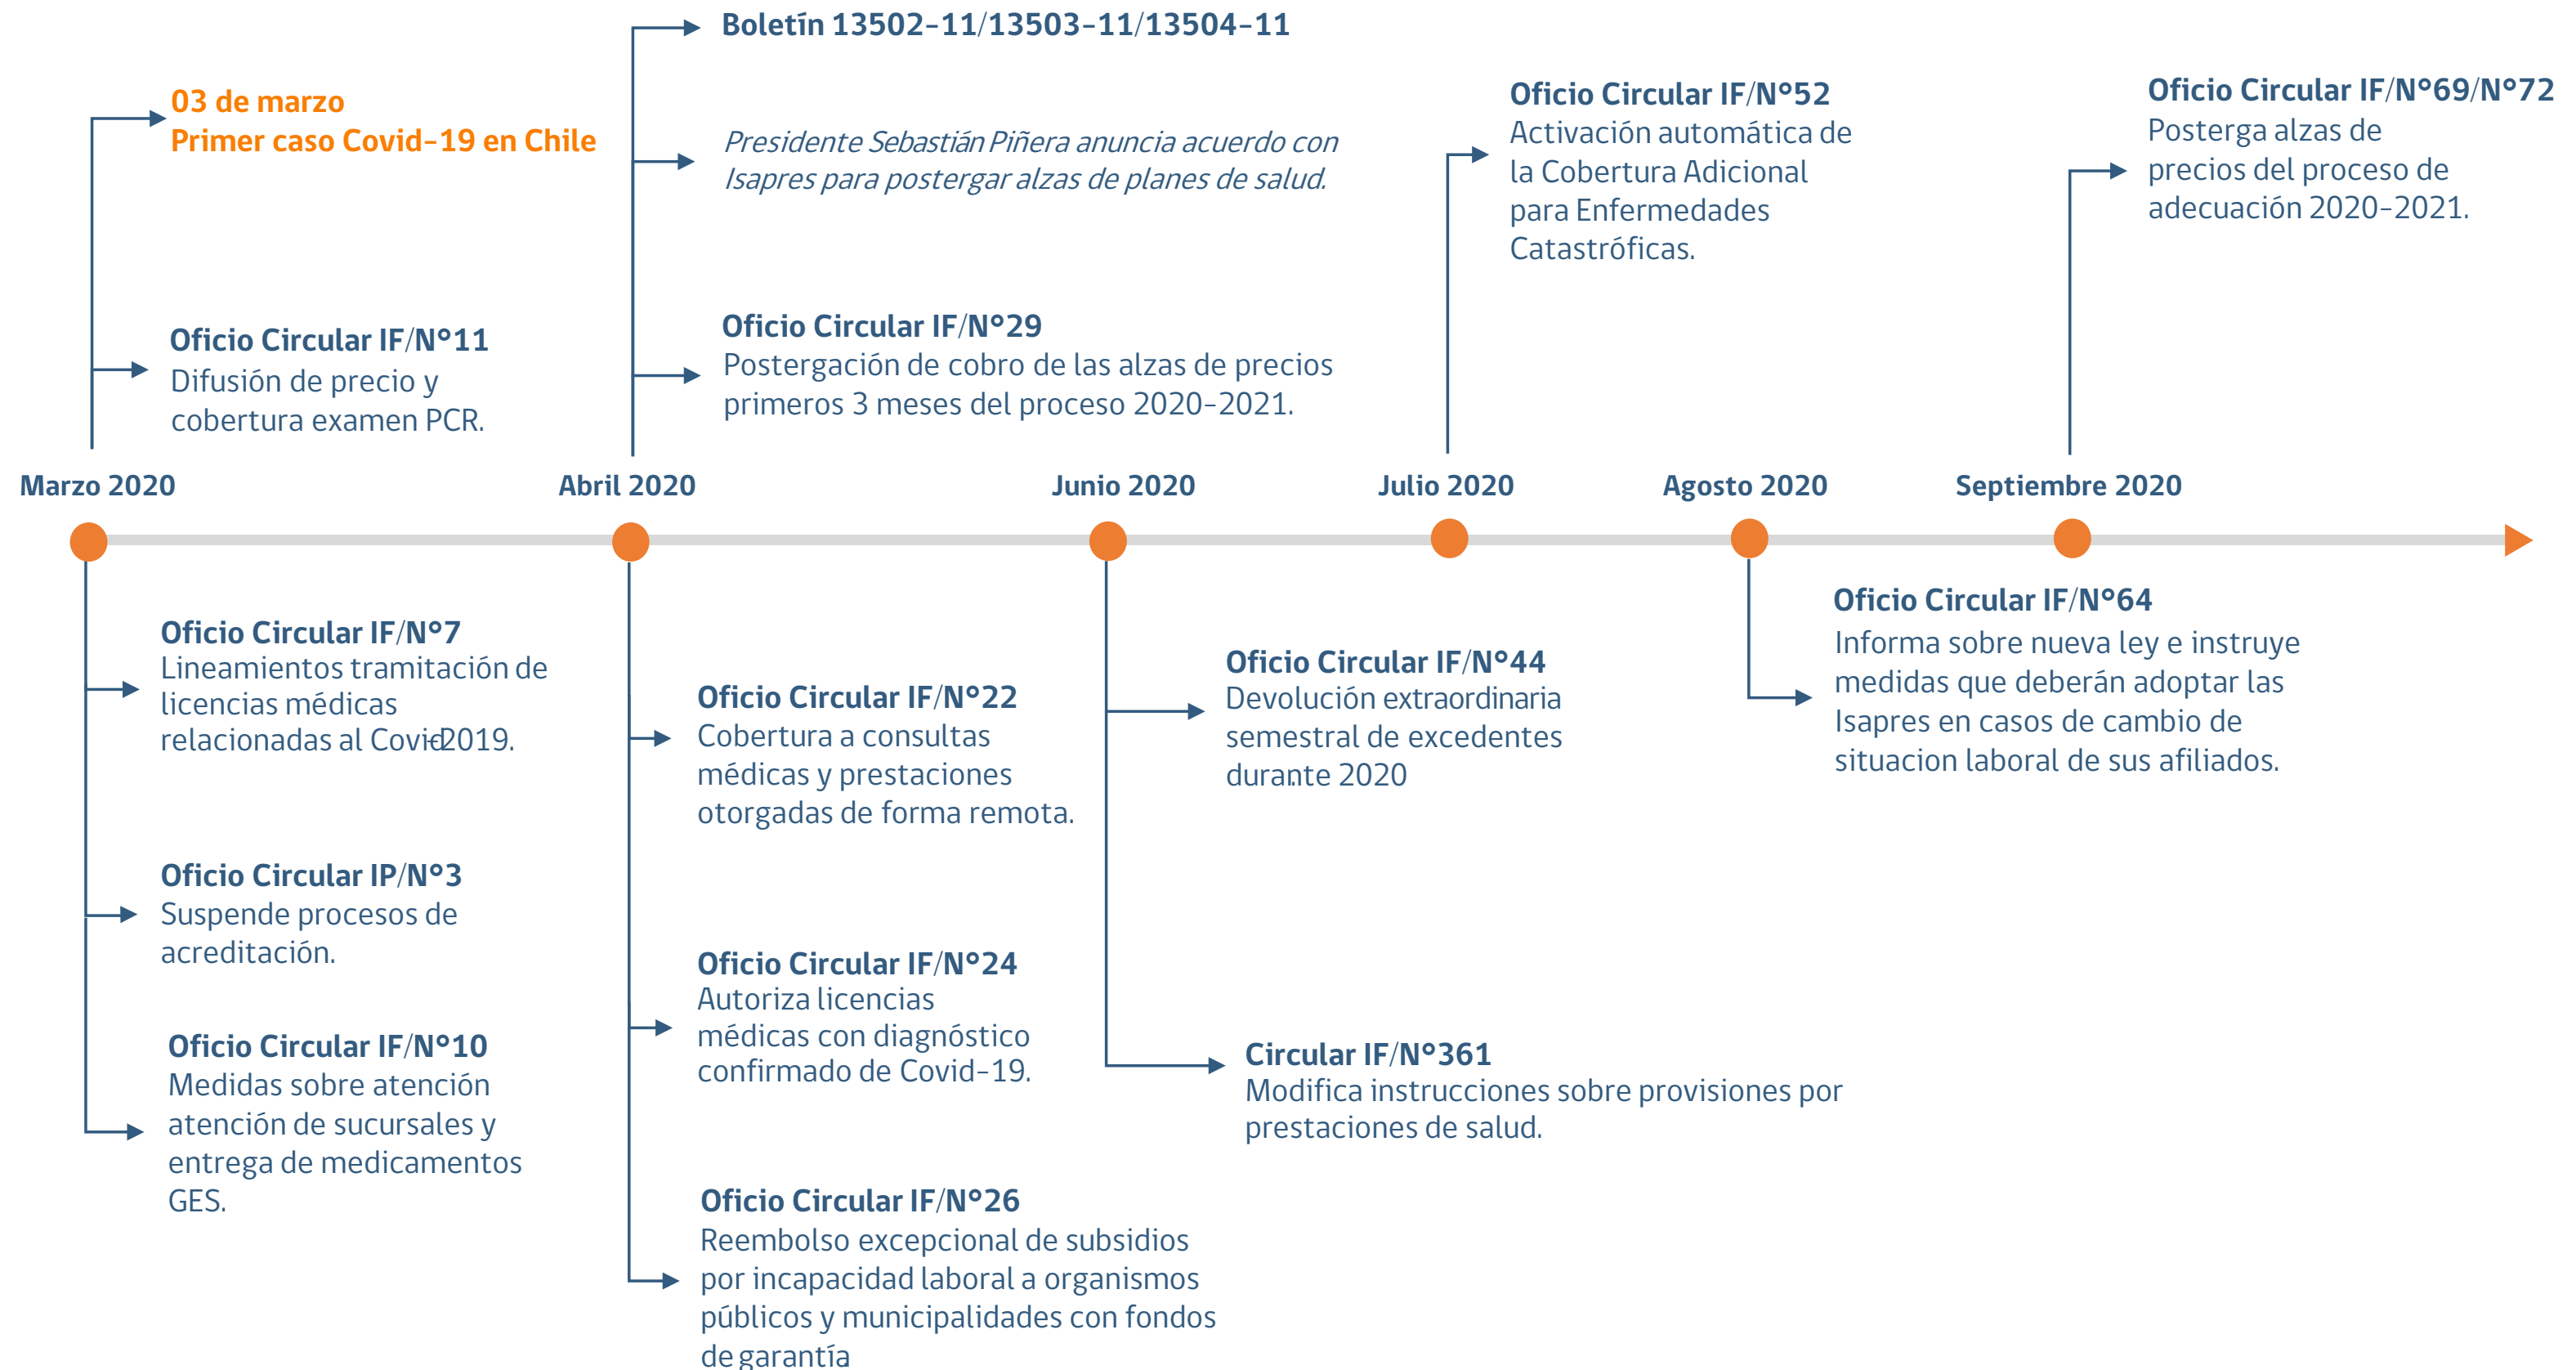 Boletín 13502-11/13503-11/13504-11
03 de marzo
Primer caso Covid-19 en Chile
Presidente Sebastián Piñera anuncia acuerdo con
Isapres para postergar alzas de planes de salud.
Oficio Circular IF/N°52
Activación automática de
la Cobertura Adicional
para Enfermedades
Catastróficas.
Oficio Circular IF/N°69/N°72
Posterga alzas de
precios del proceso de
adecuación 2020-2021.
Oficio Circular IF/N°11
Difusión de precio y
cobertura examen PCR.
Oficio Circular IF/N°29
Postergación de cobro de las alzas de precios
primeros 3 meses del proceso 2020-2021.
Marzo 2020
Abril 2020
Junio 2020
Julio 2020
Agosto 2020
Septiembre 2020
Oficio Circular IF/N°7
Lineamientos tramitación de
licencias médicas
relacionadas al Covid-2019.
Oficio Circular IP/N°3
Suspende procesos de
acreditación.
Oficio Circular IF/N°10
Medidas sobre atención
atención de sucursales y
entrega de medicamentos
GES.
Oficio Circular IF/N°22
Cobertura a consultas
médicas y prestaciones
otorgadas de forma remota.
Oficio Circular IF/N°24
Autoriza licencias
médicas con diagnóstico
confirmado de Covid-19.
Oficio Circular IF/N°26
Reembolso excepcional de subsidios
por incapacidad laboral a organismos
públicos y municipalidades con fondos
de garantía
Oficio Circular IF/N°44
Devolución extraordinaria
semestral de excedentes
durante 2020
Circular IF/N°361
Modifica instrucciones sobre provisiones por
prestaciones de salud.
Oficio Circular IF/N°64
Informa sobre nueva ley e instruye
medidas que deberán adoptar las
Isapres en casos de cambio de
situacion laboral de sus afiliados.